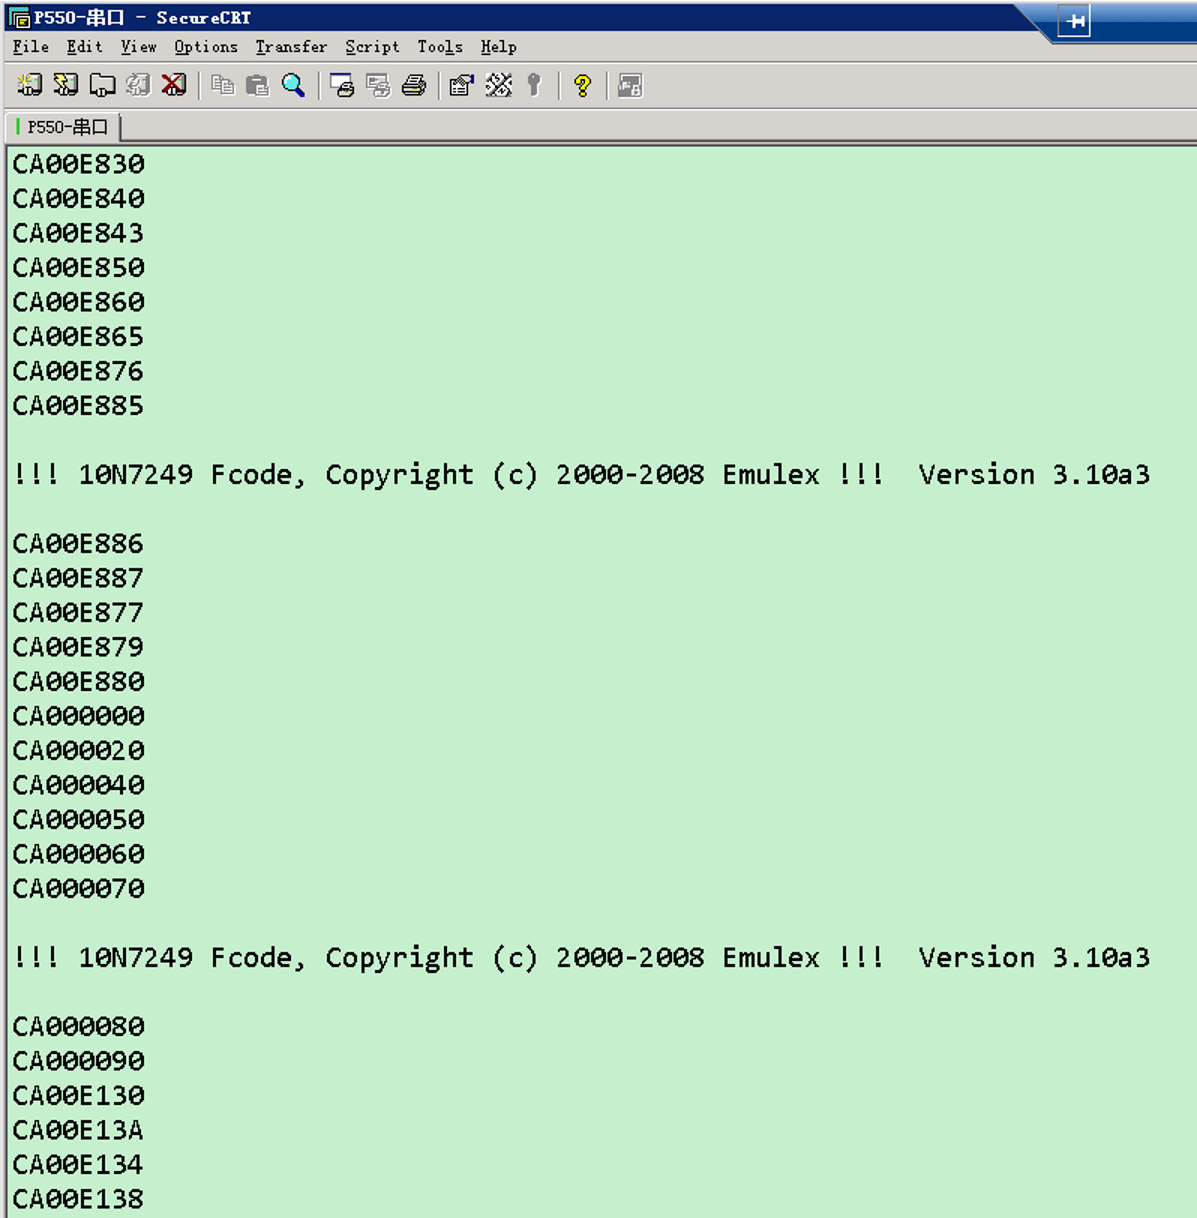 P550-串口 - SecureCRT
File Edit View Options Transfer Script Tools Help
P550-串口
CA00E830
CA00E840
CA00E843
CA00E850
CA00E860
CA00E865
CA00E876
CA00E885
!!! 10N7249 Fcode, Copyright (c) 2000-2008 Emulex !!!  Version 3.10a3
CA00E886
CA00E887
CA00E877
CA00E879
CA00E880
CA000000
CA000020
CA000040
CA000050
CA000060
CA000070
!!! 10N7249 Fcode, Copyright (c) 2000-2008 Emulex !!!  Version 3.10a3
CA000080
CA000090
CA00E130
CA00E13A
CA00E134
CA00E138